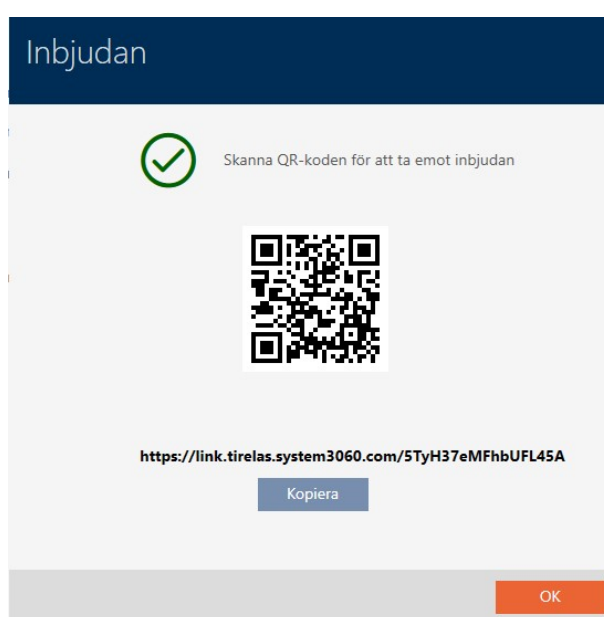 Inbjudan
Skanna QR-koden för att ta emot inbjudan
https://link.tirelas.system3060.com/5TyH37eMFhbUFL45A
Kopiera
OK